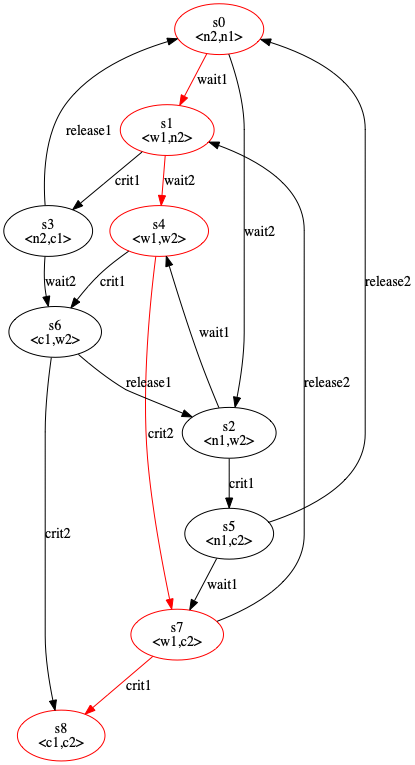 s0
<n2,n1>
wait1
s1
<w1,n2>
release1
crit1
wait2
s3
<n2,c1>
s4
<w1,w2>
wait2
wait2
crit1
release2
s6
<c1,w2>
wait1
release1
release2
s2
<n1,w2>
crit2
crit1
crit2
s5
<n1,c2>
wait1
s7
<w1,c2>
crit1
s8
<c1,c2>